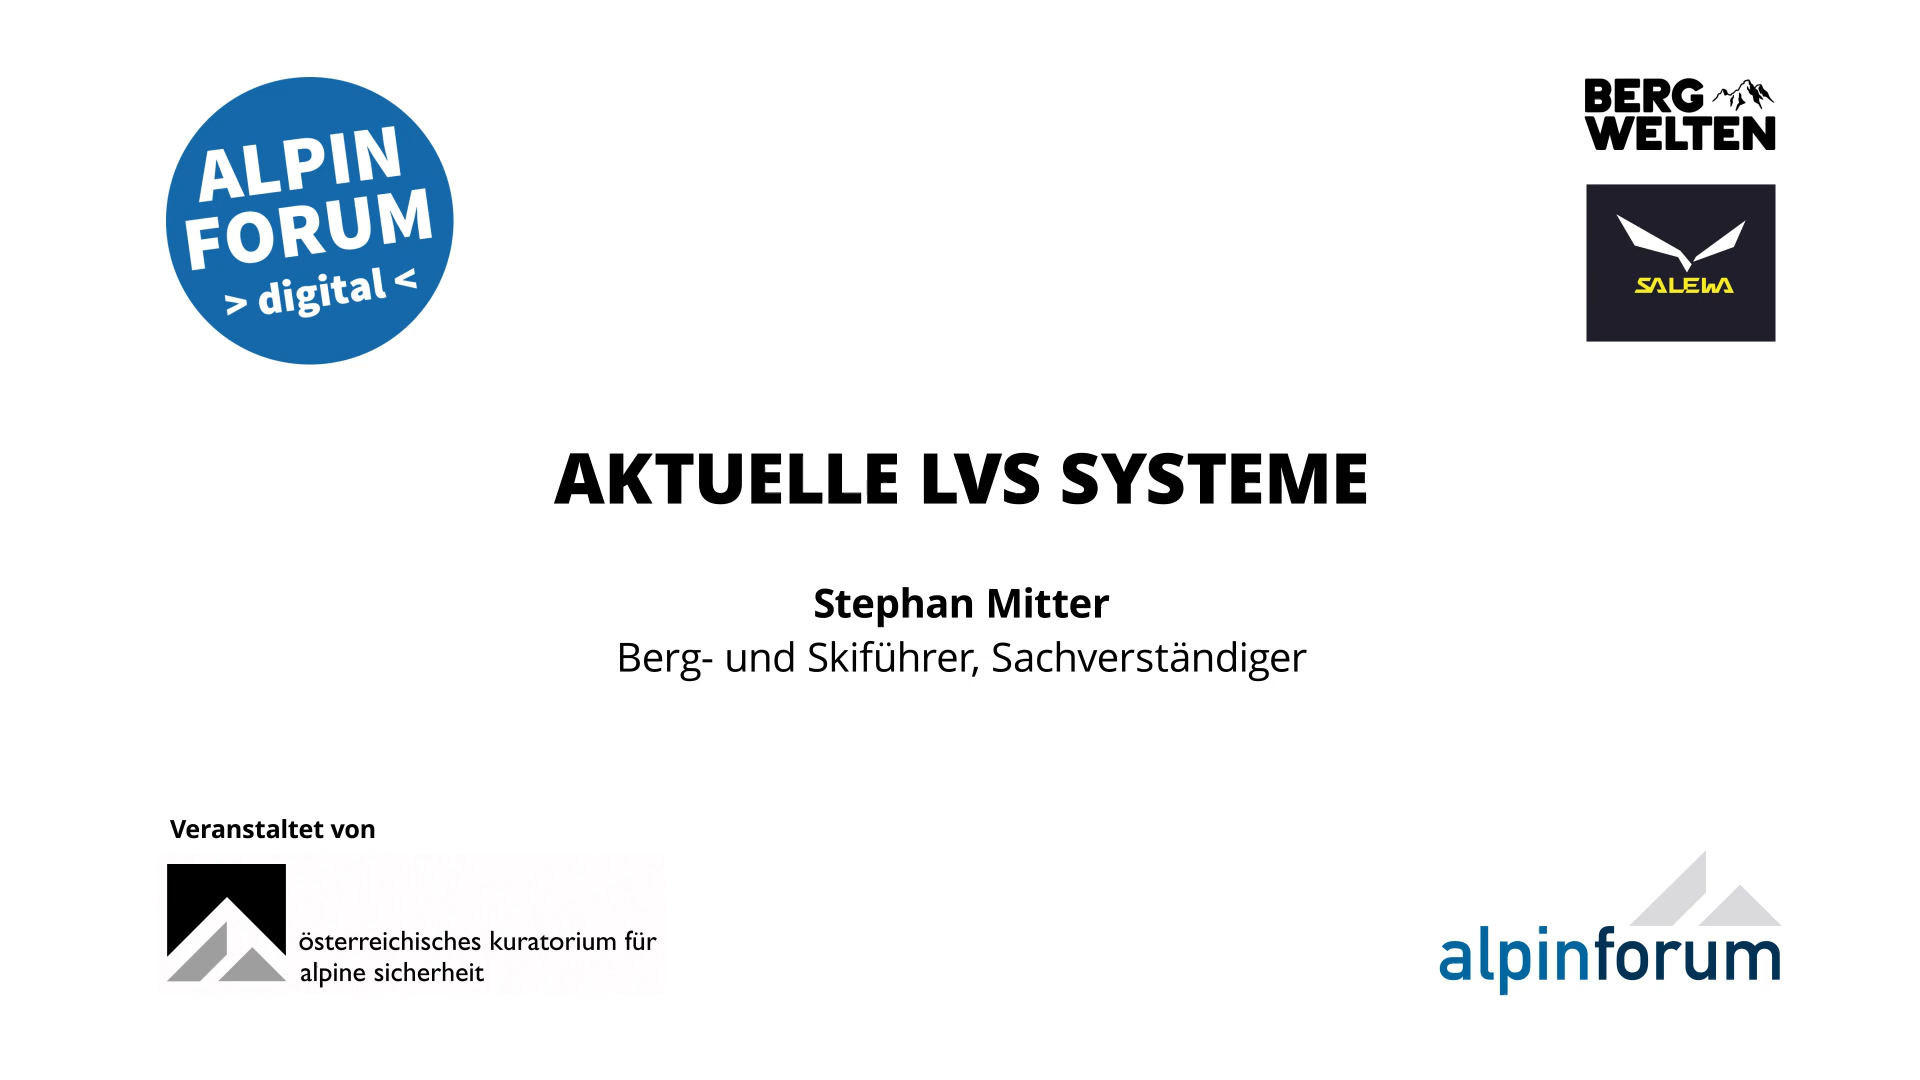 ALPIN
FORUM
> digital <
BERG
WELTEN
SALEWA
AKTUELLE LVS SYSTEME
Stephan Mitter
Berg- und Skiführer, Sachverständiger
Veranstaltet von
österreichisches kuratorium für
alpine sicherheit
alpinforum